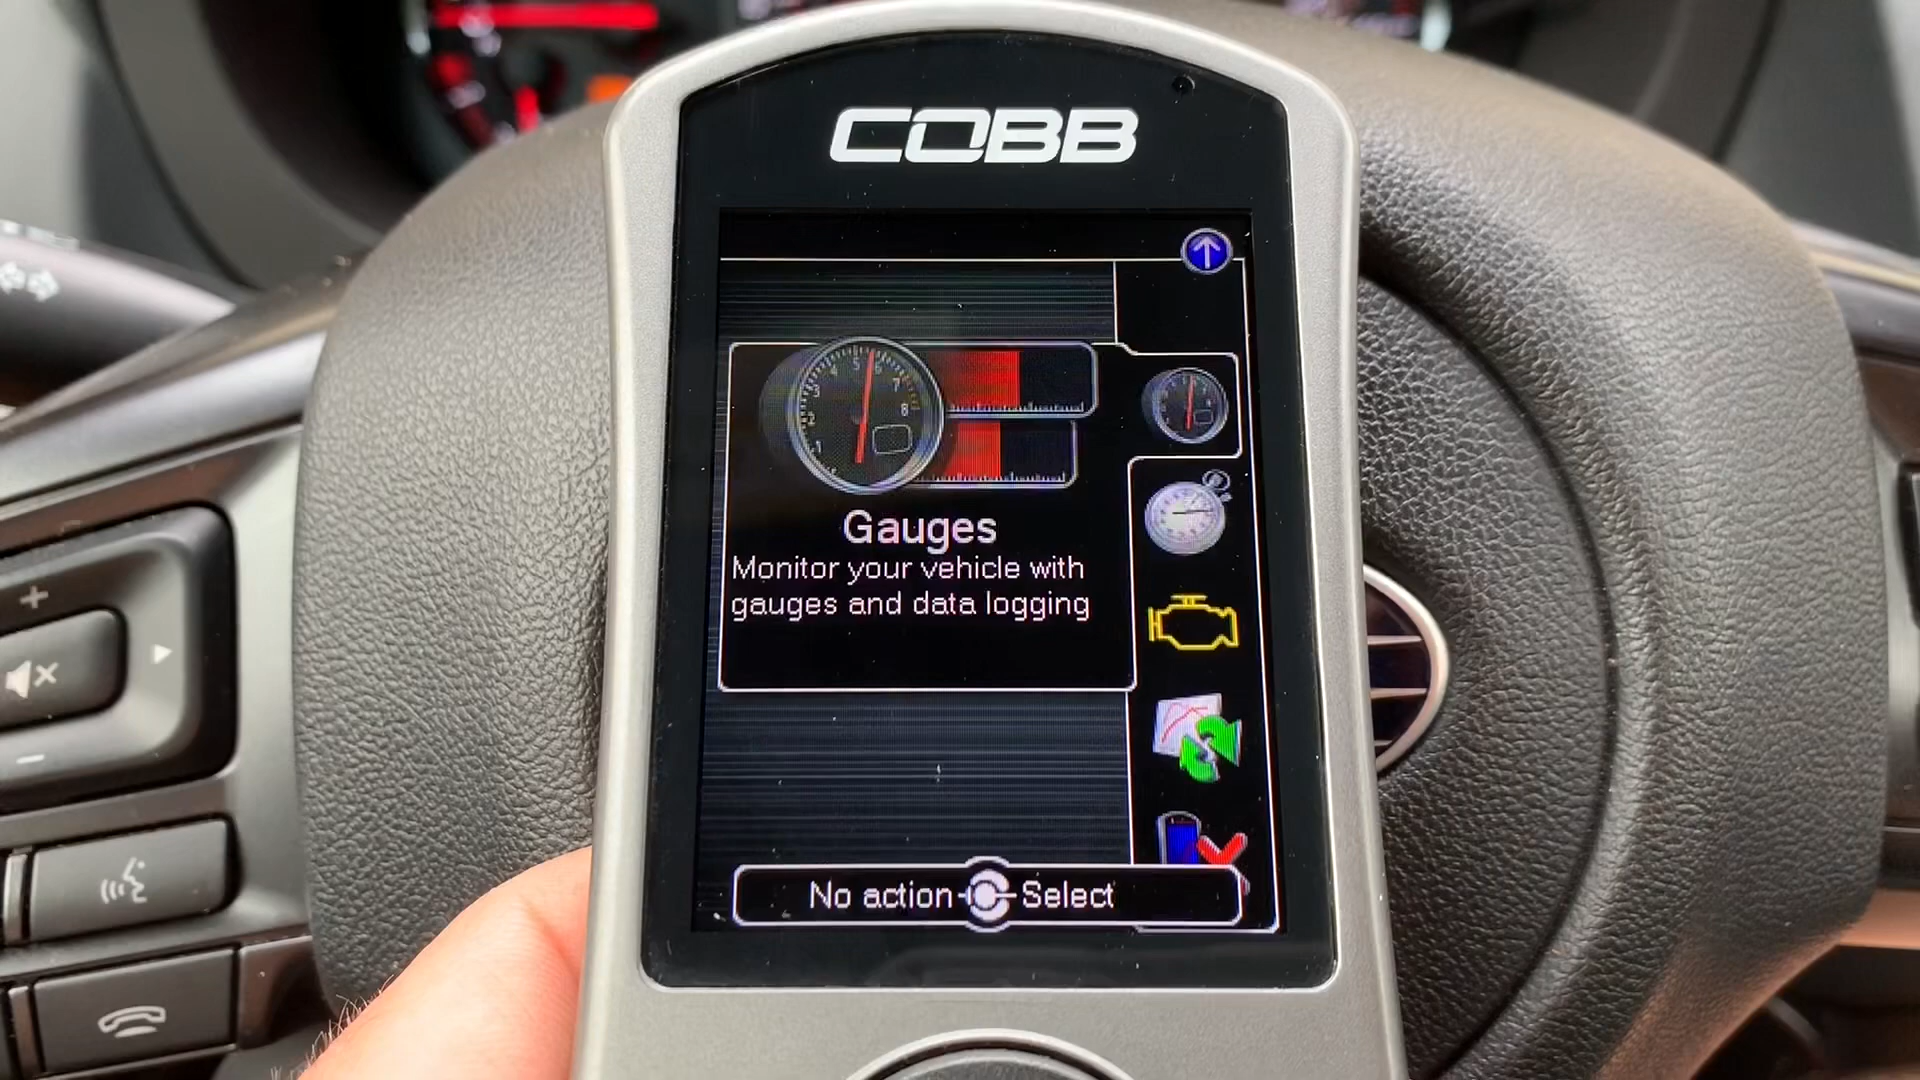 COBB
Gauges
Monitor your vehicle with
gauges and data logging
No action
Select